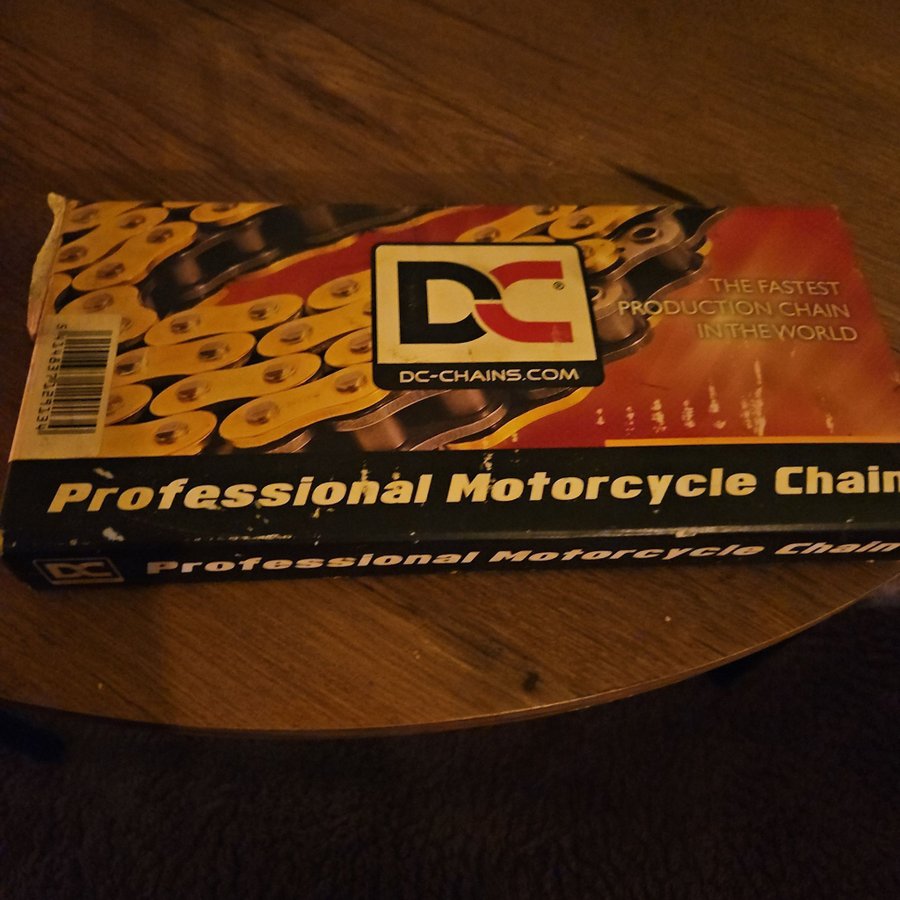 DC®
DC-CHAINS.COM
THE FASTEST
PRODUCTION CHAIN
IN THE WORLD
Professional Motorcycle Chain
DC Professional Motorcycle Chain